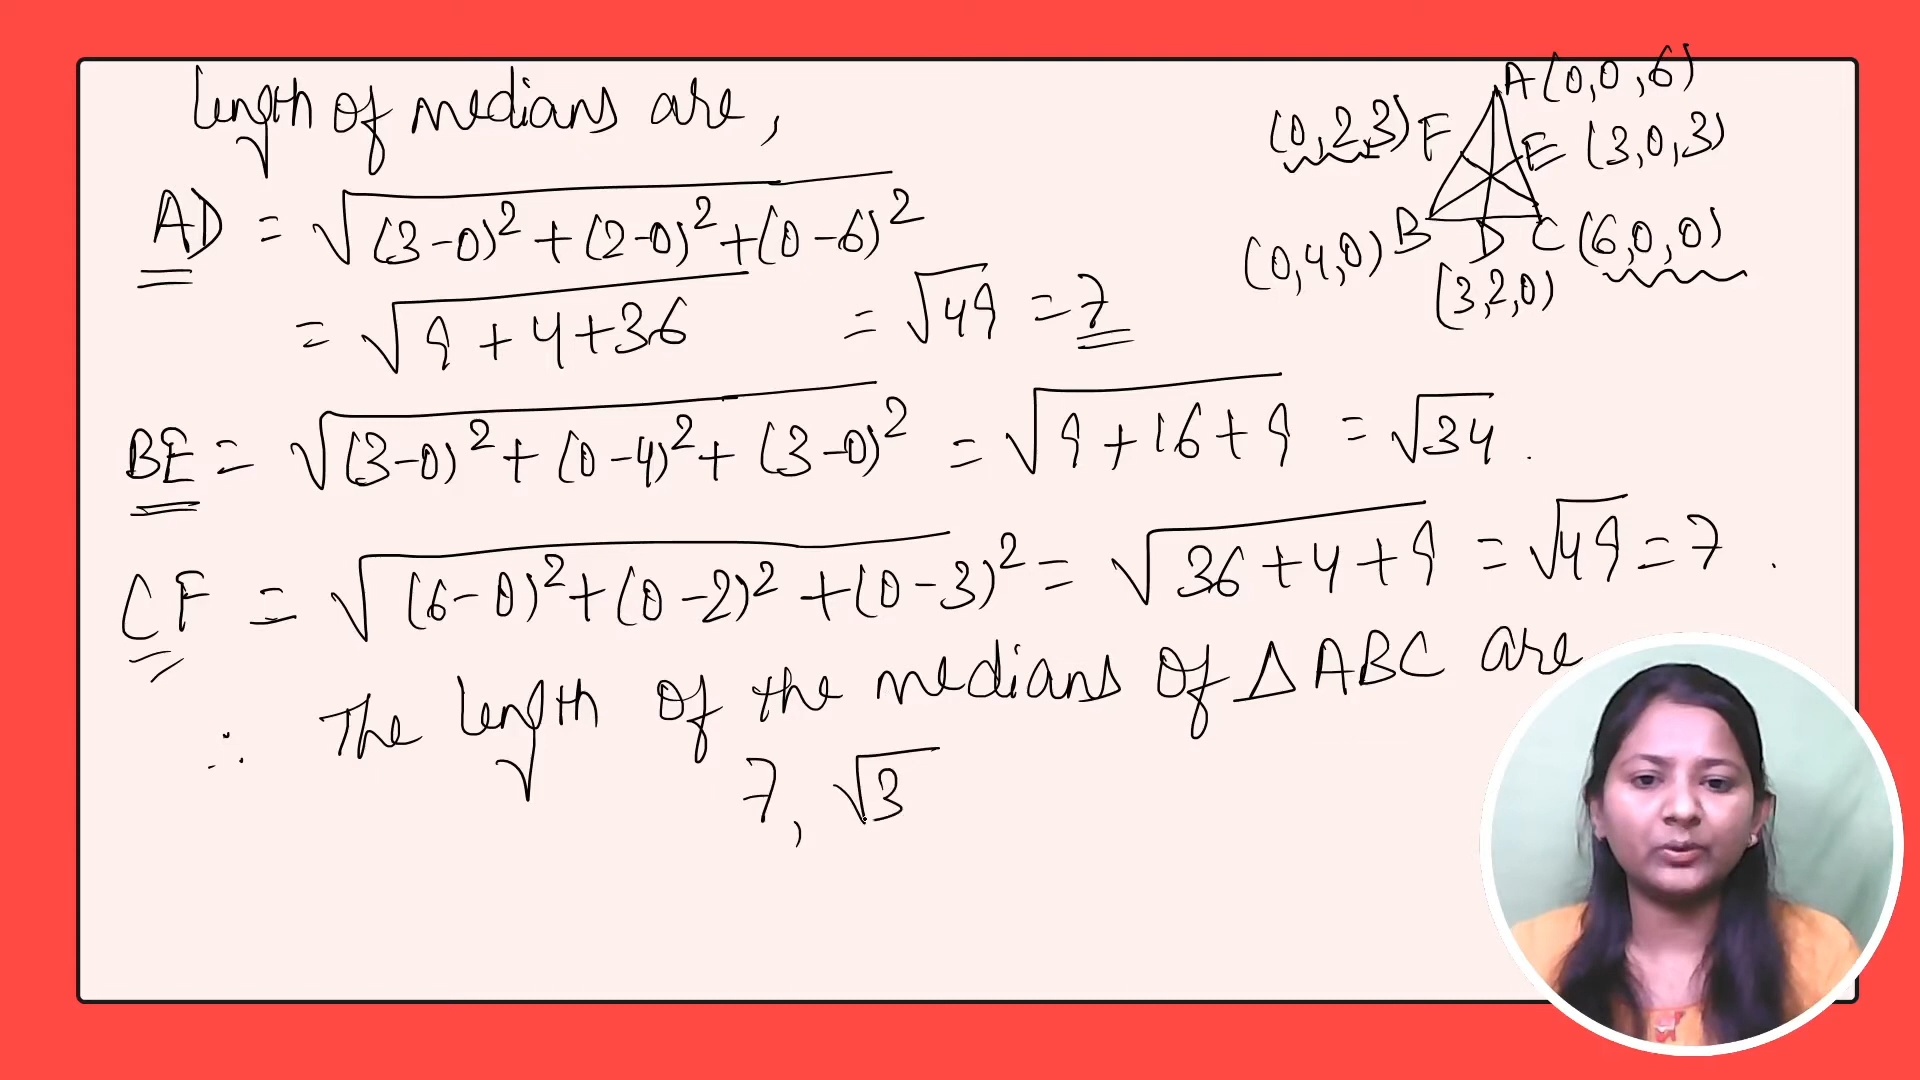 length of medians are,
AD = √(3-0)² + (2-0)² + (0-6)²
= √9 + 4 + 36 = √49 = 7
BE = √(3-0)² + (0-4)² + (3-0)² = √9 + 16 + 9 = √34 .
CF = √(6-0)² + (0-2)² + (0-3)² = √36 + 4 + 9 = √49 = 7 .
∴ The length of the medians of △ ABC are
7, √3
A (0,0,6)
(0,2,3) F E (3,0,3)
(0,4,0) B D C (6,0,0)
(3,2,0)